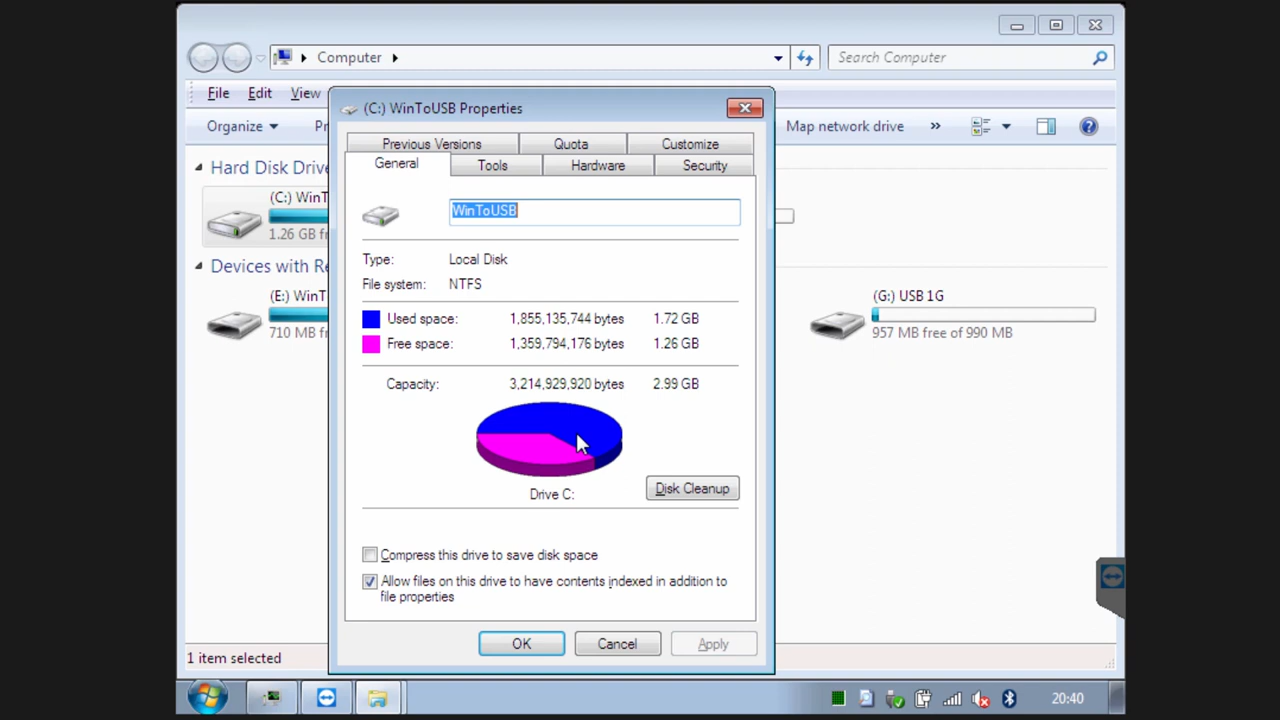 Computer
Search Computer
File Edit View
(C:) WinToUSB Properties
Organize Pr
Map network drive »
Previous Versions Quota Customize
General Tools Hardware Security
Hard Disk Drive
(C:) WinT
1.26 GB fr
WinToUSB
Type: Local Disk
File system: NTFS
Devices with Re
(E:) WinT
710 MB free
(G:) USB 1G
957 MB free of 990 MB
Used space: 1,855,135,744 bytes 1.72 GB
Free space: 1,359,794,176 bytes 1.26 GB
Capacity: 3,214,929,920 bytes 2.99 GB
Drive C:
Disk Cleanup
Compress this drive to save disk space
Allow files on this drive to have contents indexed in addition to
file properties
OK Cancel Apply
1 item selected
20:40